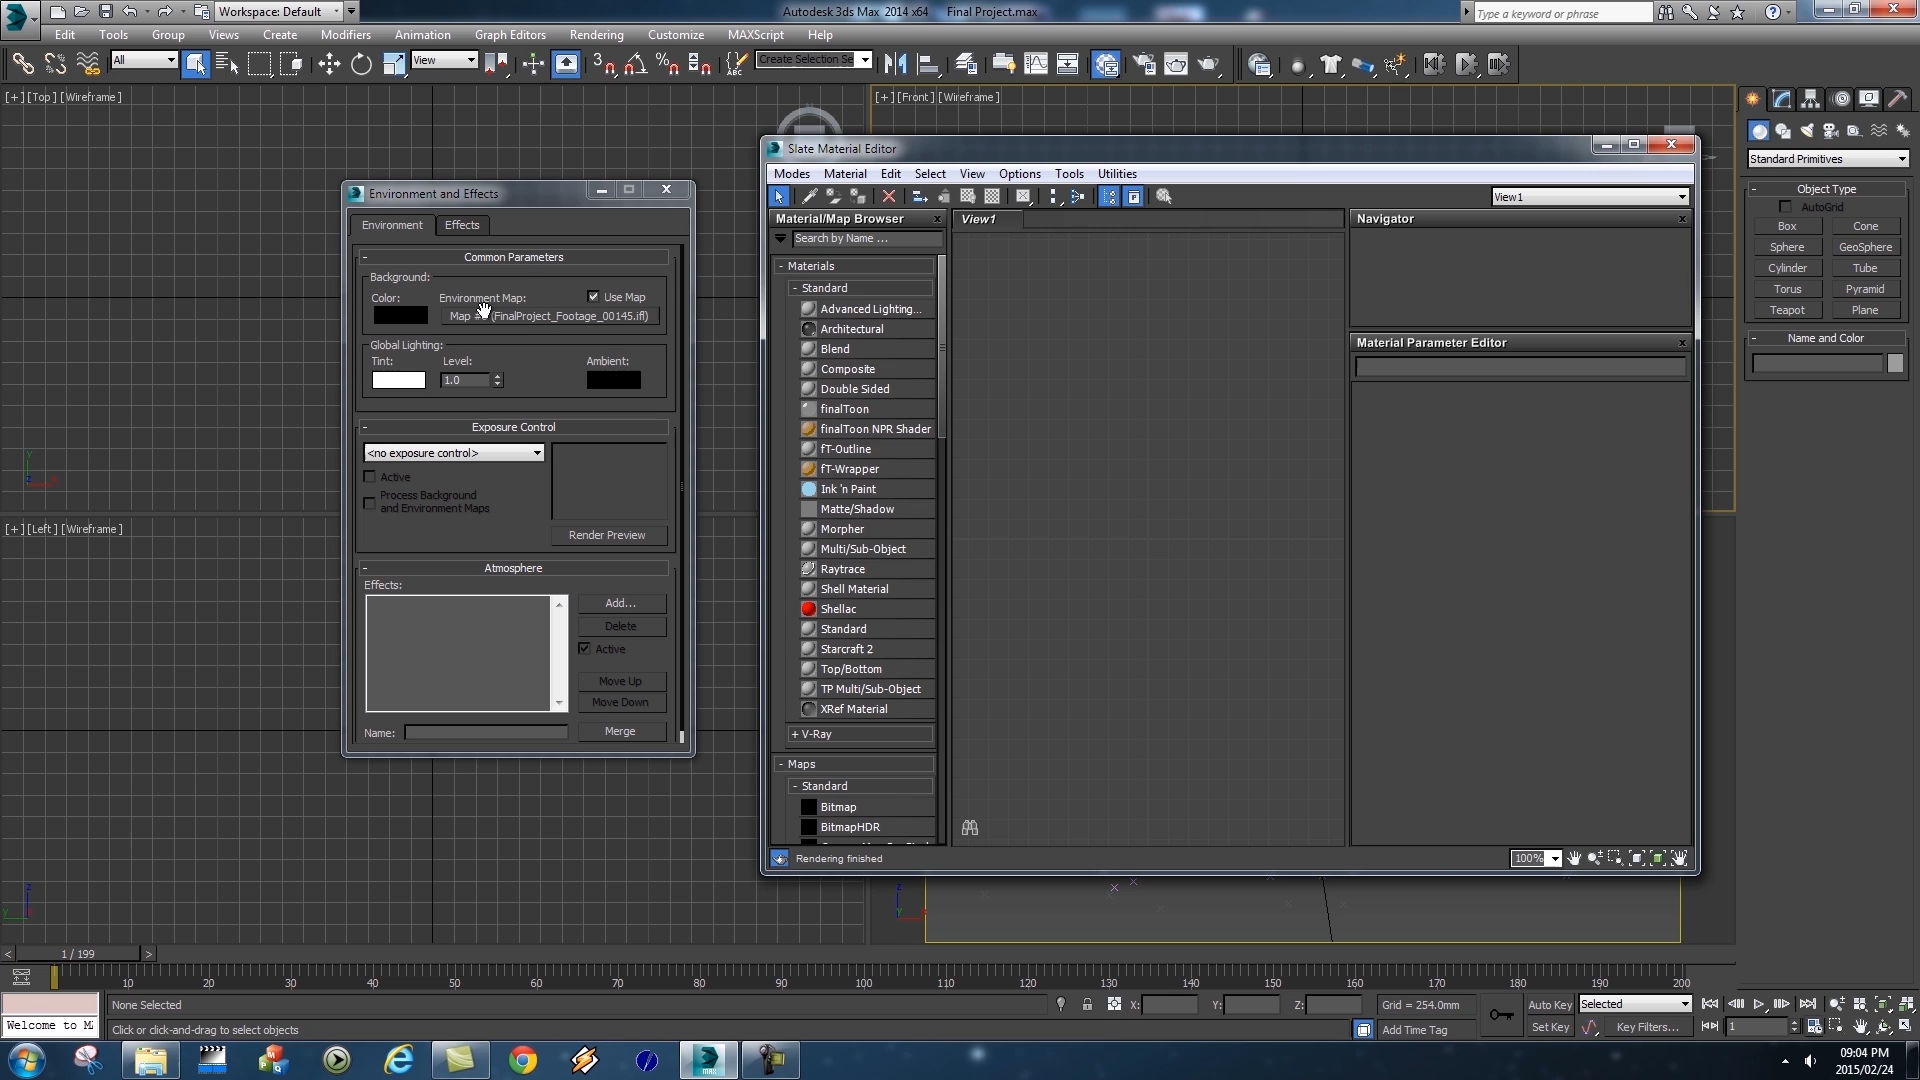 Workspace: Default
Autodesk 3ds Max 2014 x64 Final Project.max
Type a keyword or phrase
Edit Tools Group Views Create Modifiers Animation Graph Editors Rendering Customize MAXScript Help
All
View
Create Selection Se
[+] [Top] [Wireframe]
[+] [Front] [Wireframe]
[+] [Left] [Wireframe]
Environment and Effects
Environment Effects
- Common Parameters
Background:
Color: Environment Map: Use Map
(FinalProject_Footage_00145.ifl)
Global Lighting:
Tint: Level: Ambient:
1.0
- Exposure Control
<no exposure control>
Active
Process Background
and Environment Maps
Render Preview
- Atmosphere
Effects:
Add...
Delete
Active
Move Up
Move Down
Name: Merge
Slate Material Editor
Modes Material Edit Select View Options Tools Utilities
View1
Material/Map Browser
Search by Name ...
- Materials
- Standard
Advanced Lighting...
Architectural
Blend
Composite
Double Sided
finalToon
finalToon NPR Shader
fT-Outline
fT-Wrapper
Ink 'n Paint
Matte/Shadow
Morpher
Multi/Sub-Object
Raytrace
Shell Material
Shellac
Standard
Starcraft 2
Top/Bottom
TP Multi/Sub-Object
XRef Material
+ V-Ray
- Maps
- Standard
Bitmap
BitmapHDR
View1
Navigator
Material Parameter Editor
Rendering finished
100%
Standard Primitives
- Object Type
AutoGrid
Box Cone
Sphere GeoSphere
Cylinder Tube
Torus Pyramid
Teapot Plane
- Name and Color
< 1 / 199 >
10 20 30 40 50 60 70 80 90 100 110 120 130 140 150 160 170 180 190 200
None Selected
X: Y: Z: Grid = 254.0mm
Auto Key Selected
Welcome to M
Click or click-and-drag to select objects
Add Time Tag
Set Key Key Filters...
1
09:04 PM
2015/02/24